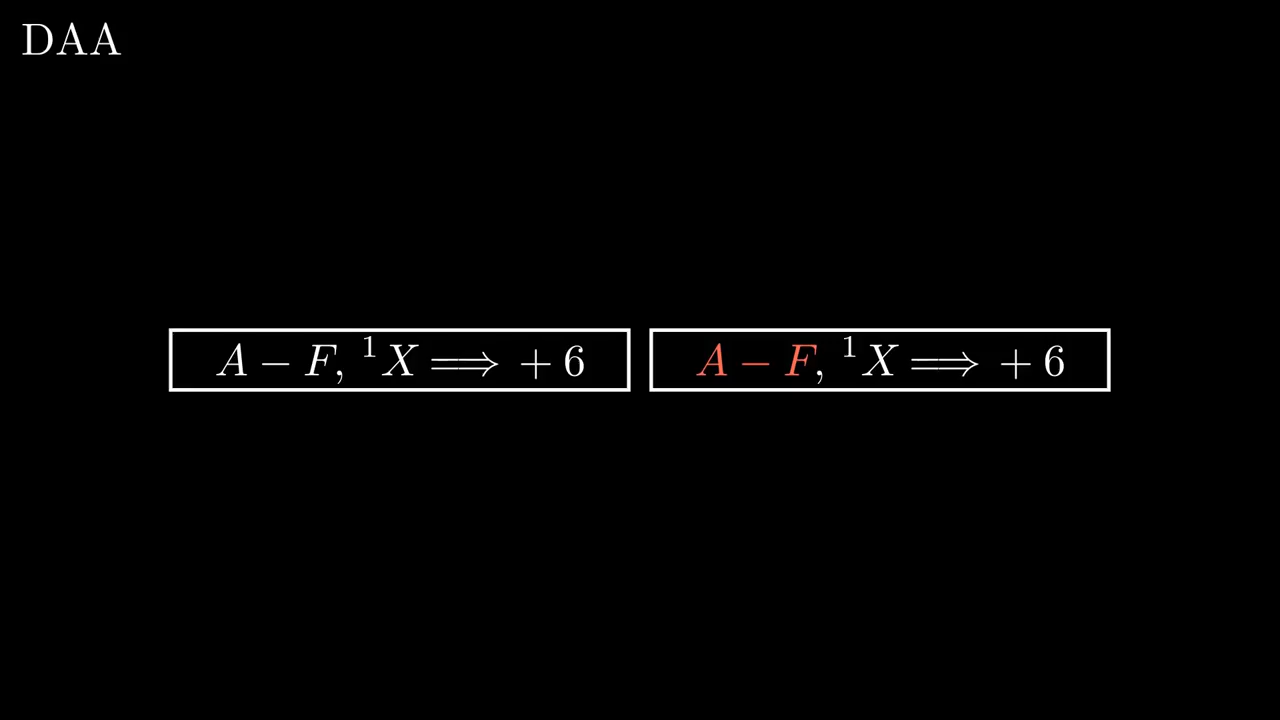 DAA
A − F, ¹X ⟹ + 6
A − F, ¹X ⟹ + 6